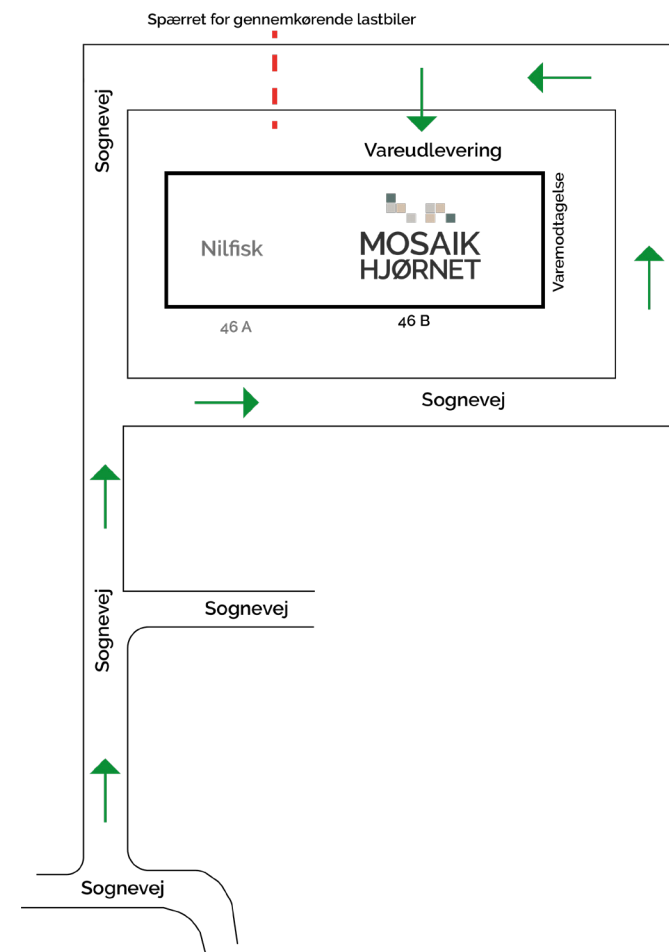 Spærret for gennemkørende lastbiler
Sognevej
Vareudlevering
Varemodtagelse
Nilfisk
MOSAIK
HJØRNET
46 A
46 B
Sognevej
Sognevej
Sognevej
Sognevej